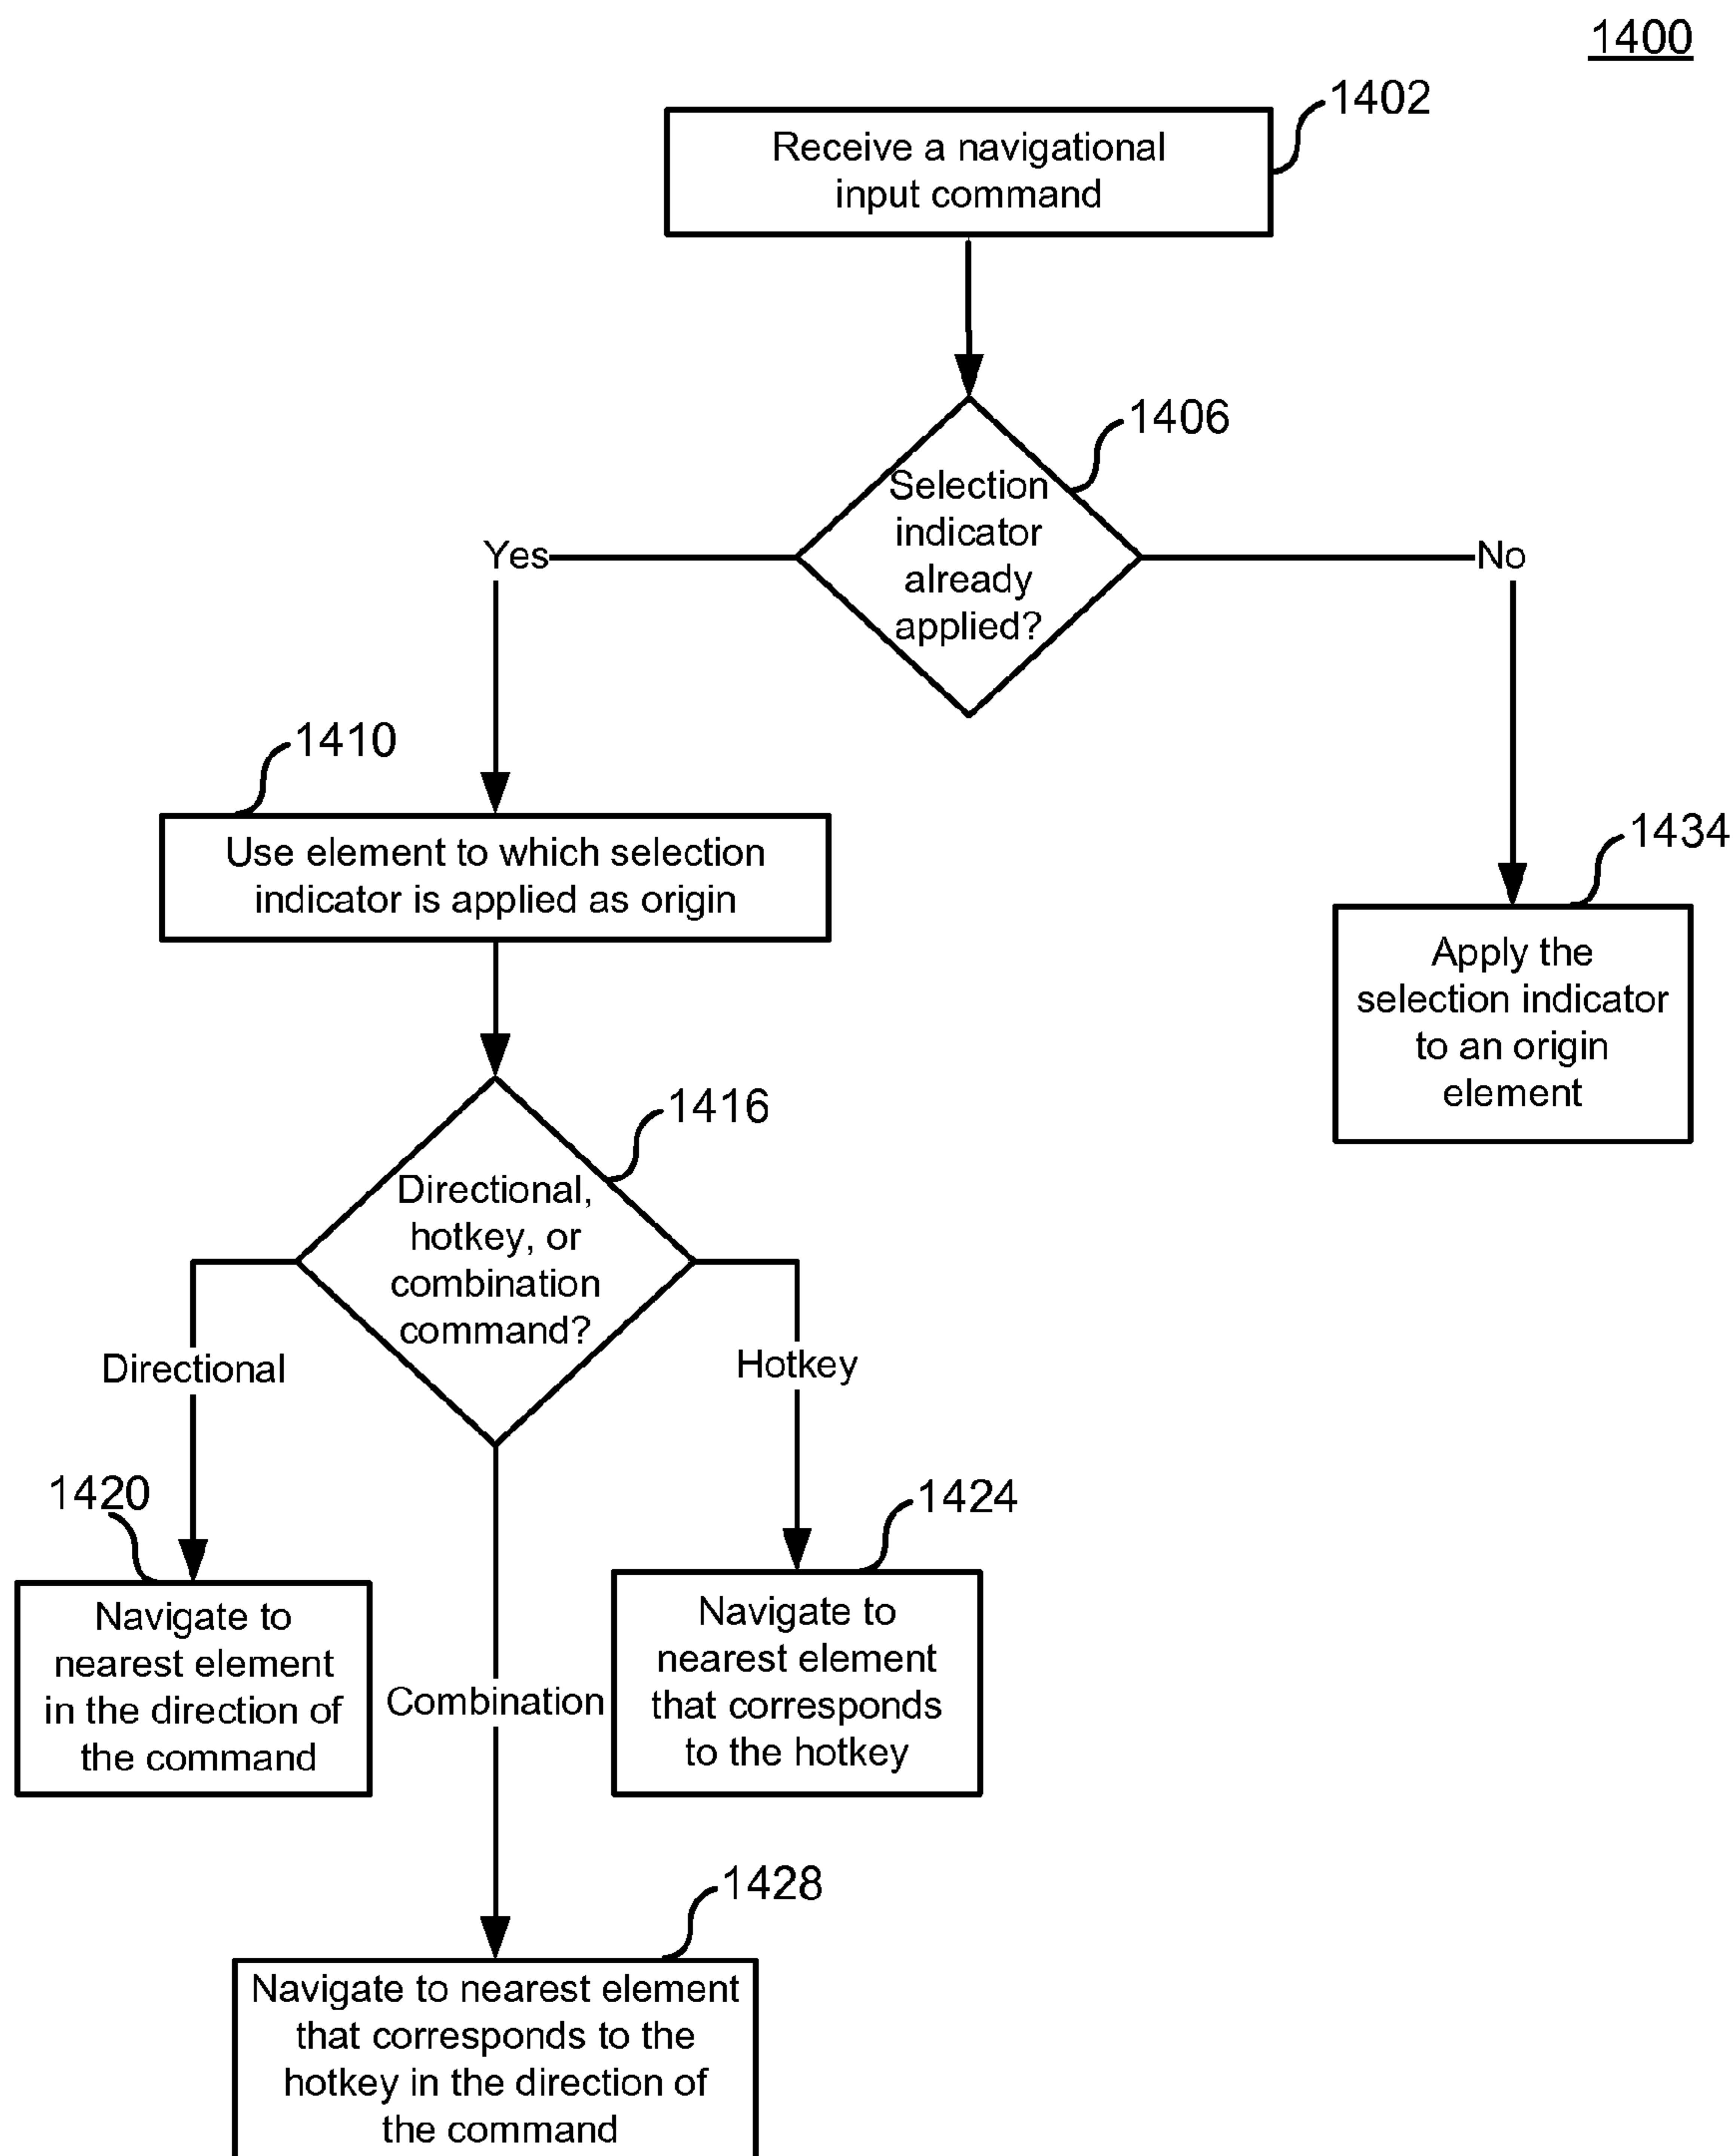 1400
1402
Receive a navigational
input command
1406
Selection
indicator
already
applied?
Yes
No
1410
Use element to which selection
indicator is applied as origin
1434
Apply the
selection indicator
to an origin
element
1416
Directional,
hotkey, or
combination
command?
Directional
Hotkey
1420
Navigate to
nearest element
in the direction of
the command
1424
Navigate to
nearest element
that corresponds
to the hotkey
Combination
1428
Navigate to nearest element
that corresponds to the
hotkey in the direction of
the command